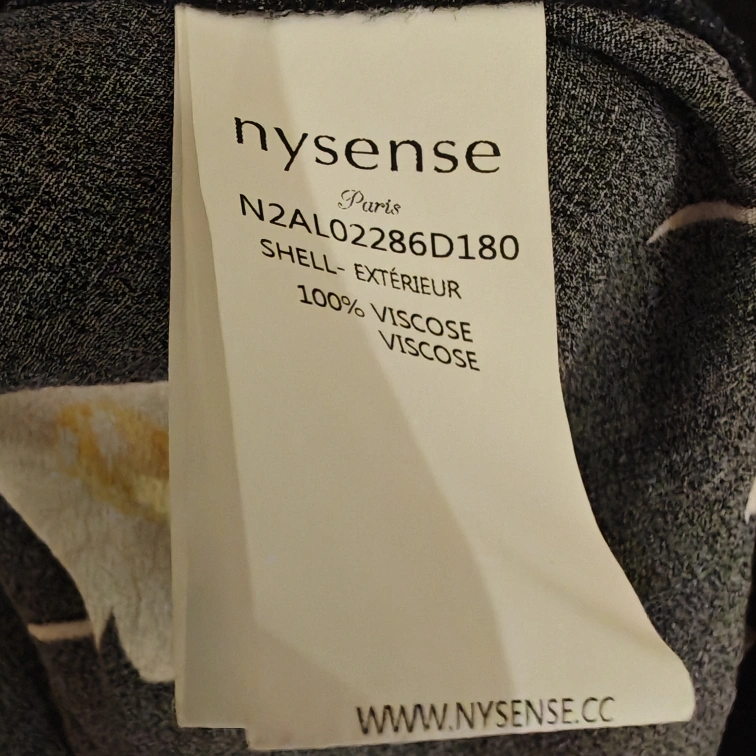 nysense
Paris
N2AL02286D180
SHELL- EXTÉRIEUR
100% VISCOSE
VISCOSE
WWW.NYSENSE.CC